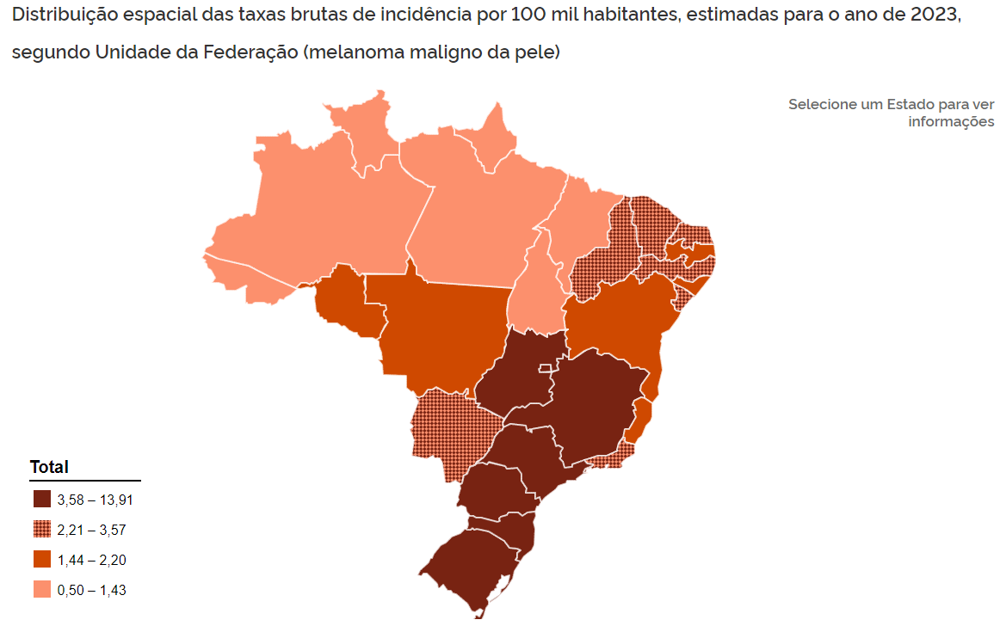 Distribuição espacial das taxas brutas de incidência por 100 mil habitantes, estimadas para o ano de 2023,
segundo Unidade da Federação (melanoma maligno da pele)
Selecione um Estado para ver
informações
Total
3,58 – 13,91
2,21 – 3,57
1,44 – 2,20
0,50 – 1,43